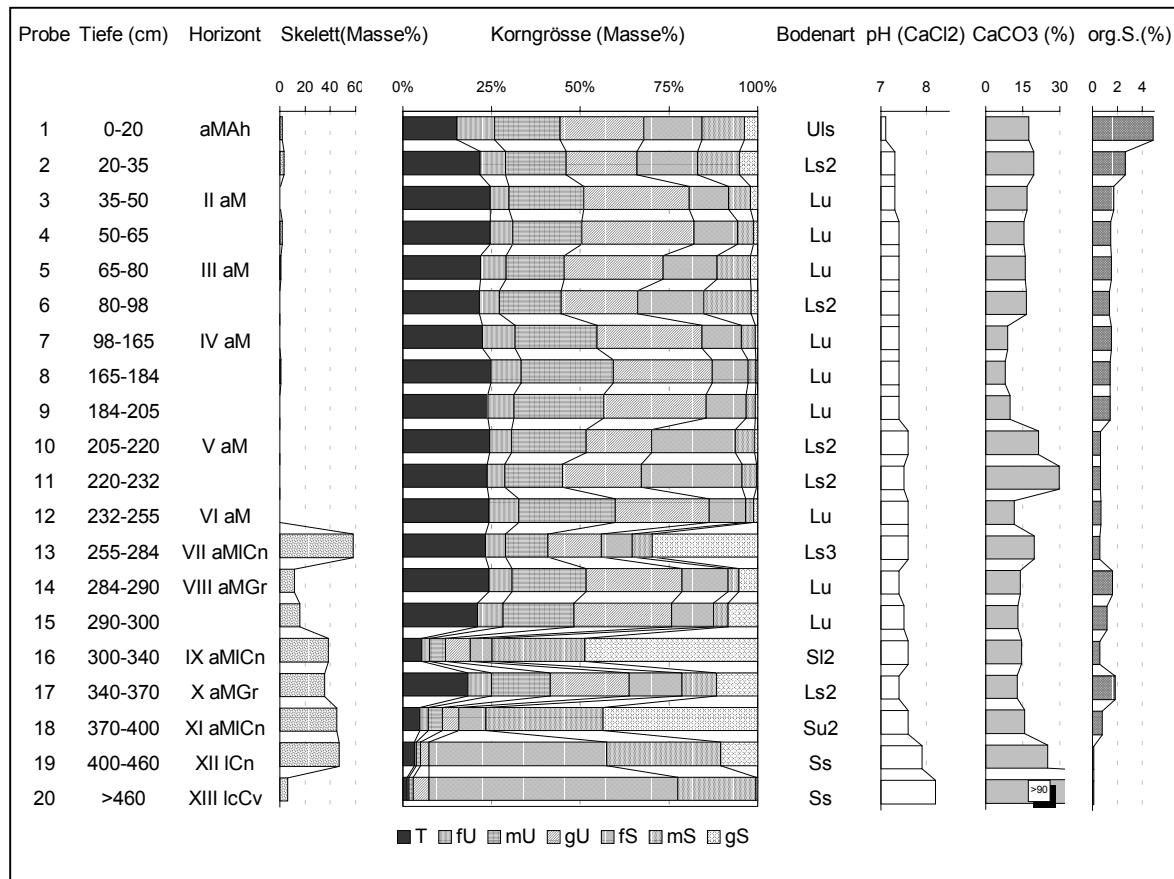 Probe Tiefe (cm) Horizont Skelett(Masse%) Korngrösse (Masse%) Bodenart pH (CaCl2) CaCO3 (%) org.S.(%)
0 20 40 60 0% 25% 50% 75% 100% 7 8 0 15 30 0 2 4
1 0-20 aMAh Uls
2 20-35 Ls2
3 35-50 II aM Lu
4 50-65 Lu
5 65-80 III aM Lu
6 80-98 Ls2
7 98-165 IV aM Lu
8 165-184 Lu
9 184-205 Lu
10 205-220 V aM Ls2
11 220-232 Ls2
12 232-255 VI aM Lu
13 255-284 VII aMlCn Ls3
14 284-290 VIII aMGr Lu
15 290-300 Lu
16 300-340 IX aMlCn Sl2
17 340-370 X aMGr Ls2
18 370-400 XI aMlCn Su2
19 400-460 XII lCn Ss
20 >460 XIII lcCv Ss >90
T fU mU gU fS mS gS